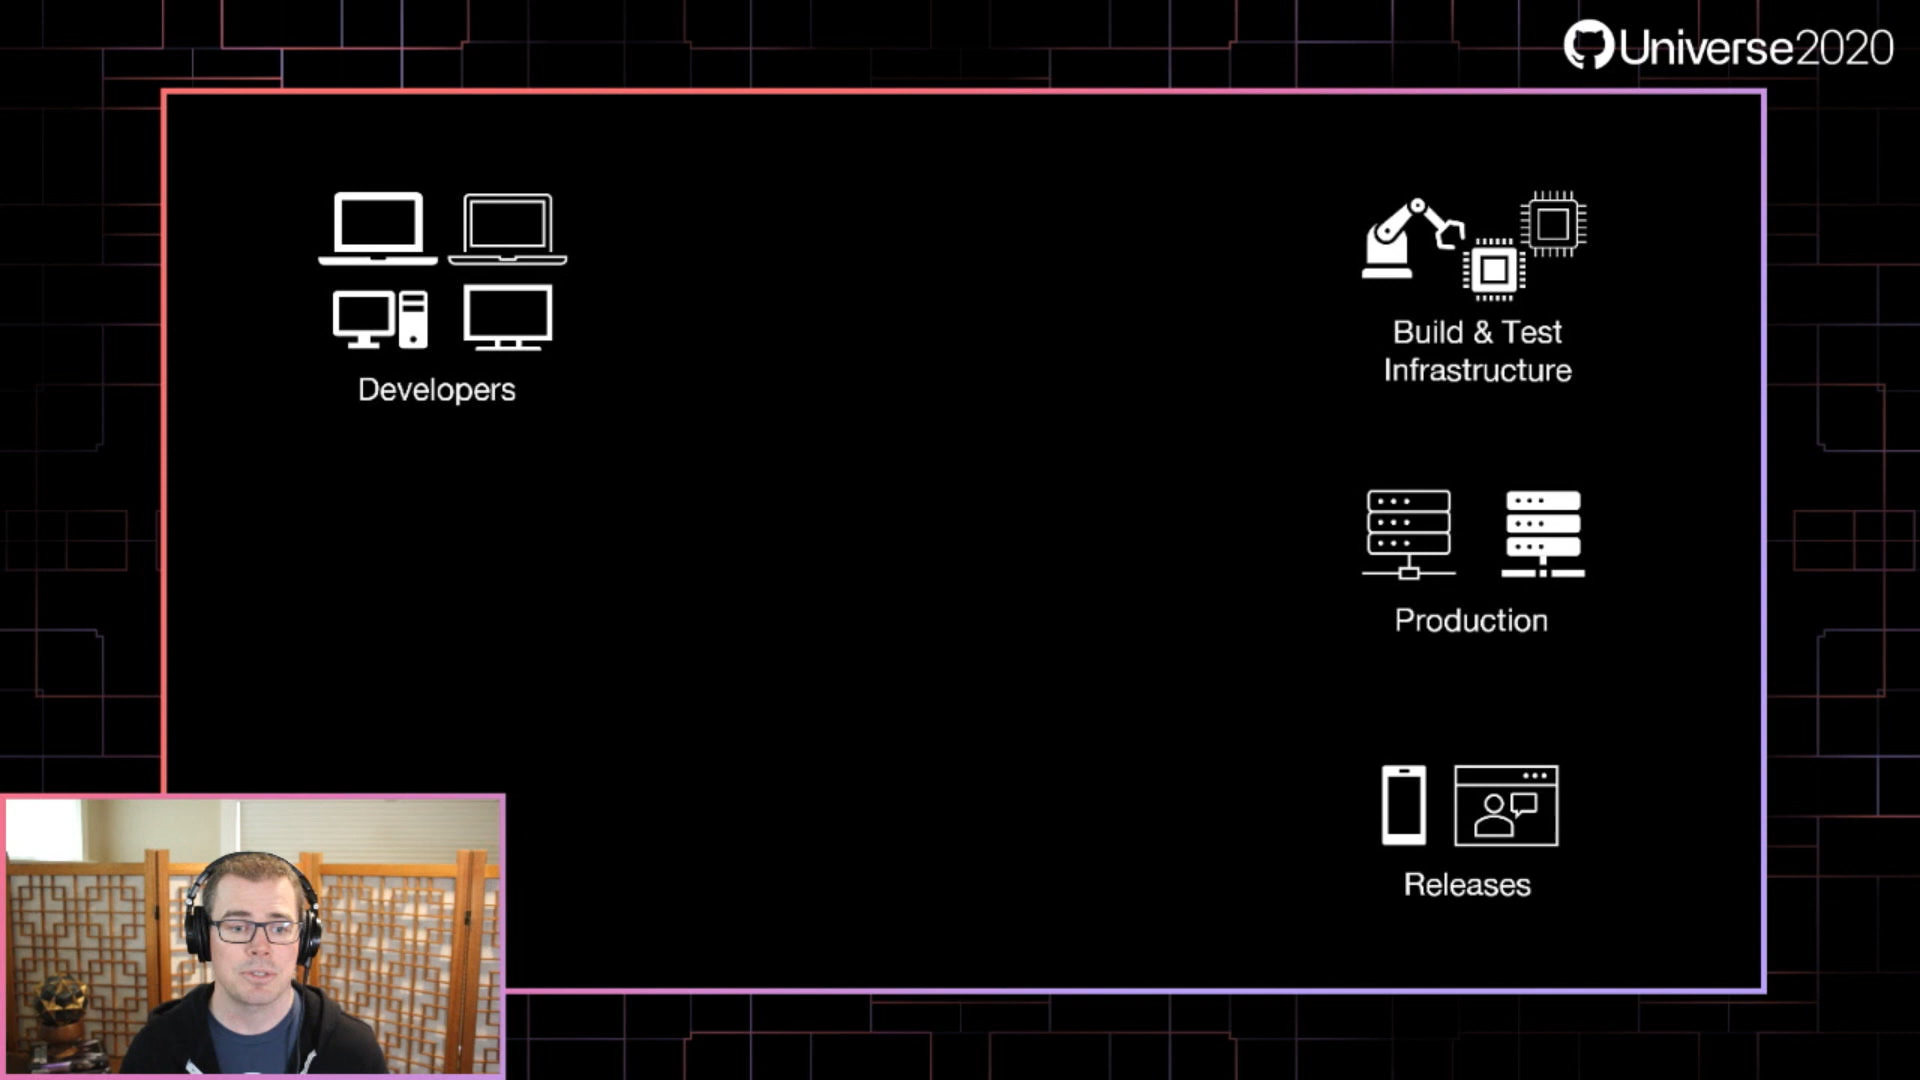 Universe2020
Developers
Build & Test
Infrastructure
Production
Releases